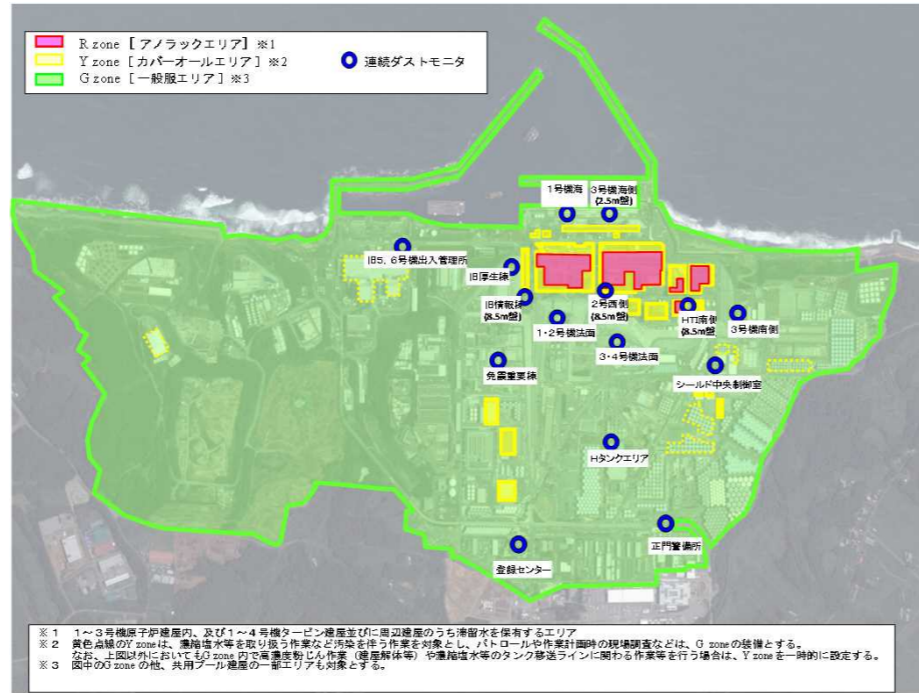 R zone [アノラックエリア] ※1
Y zone [カバーオールエリア] ※2
G zone [一般服エリア] ※3
連続ダストモニタ
1号機海
3号機海側
(2.5m盤)
旧5、6号機出入管理所
旧厚生棟
旧情報棟
(8.5m盤)
1・2号機法面
2号西側
(8.5m盤)
HTI南側
(8.5m盤)
3号機南側
3・4号機法面
免震重要棟
シールド中央制御室
Hタンクエリア
正門警備所
登録センター
※1 1～3号機原子炉建屋内、及び1～4号機タービン建屋並びに周辺建屋のうち滞留水を保有するエリア
※2 黄色点線のY zoneは、濃縮塩水等を取り扱う作業など汚染を伴う作業を対象とし、パトロールや作業計画時の現場調査などは、G zoneの装備とする。
なお、上図以外においてもG zone内で高濃度粉じん作業（建屋解体等）や濃縮塩水等のタンク移送ラインに関わる作業等を行う場合は、Y zoneを一時的に設定する。
※3 図中のG zoneの他、共用プール建屋の一部エリアも対象とする。